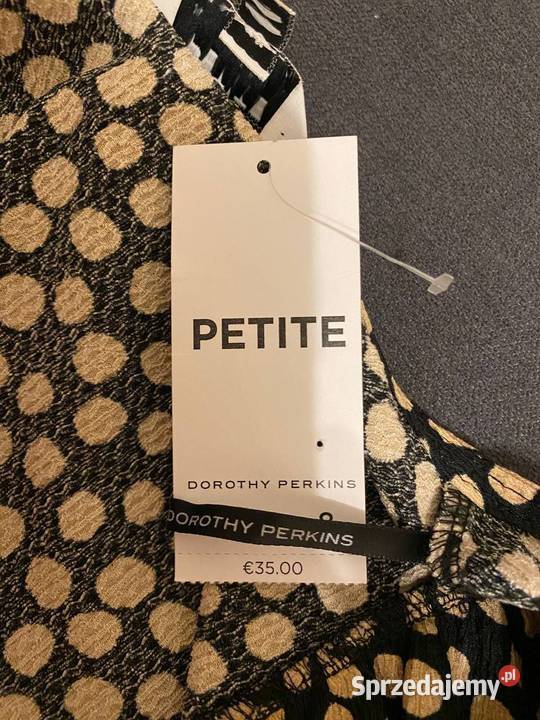 PETITE
DOROTHY PERKINS
DOROTHY PERKINS
€35.00
Sprzedajemy.pl